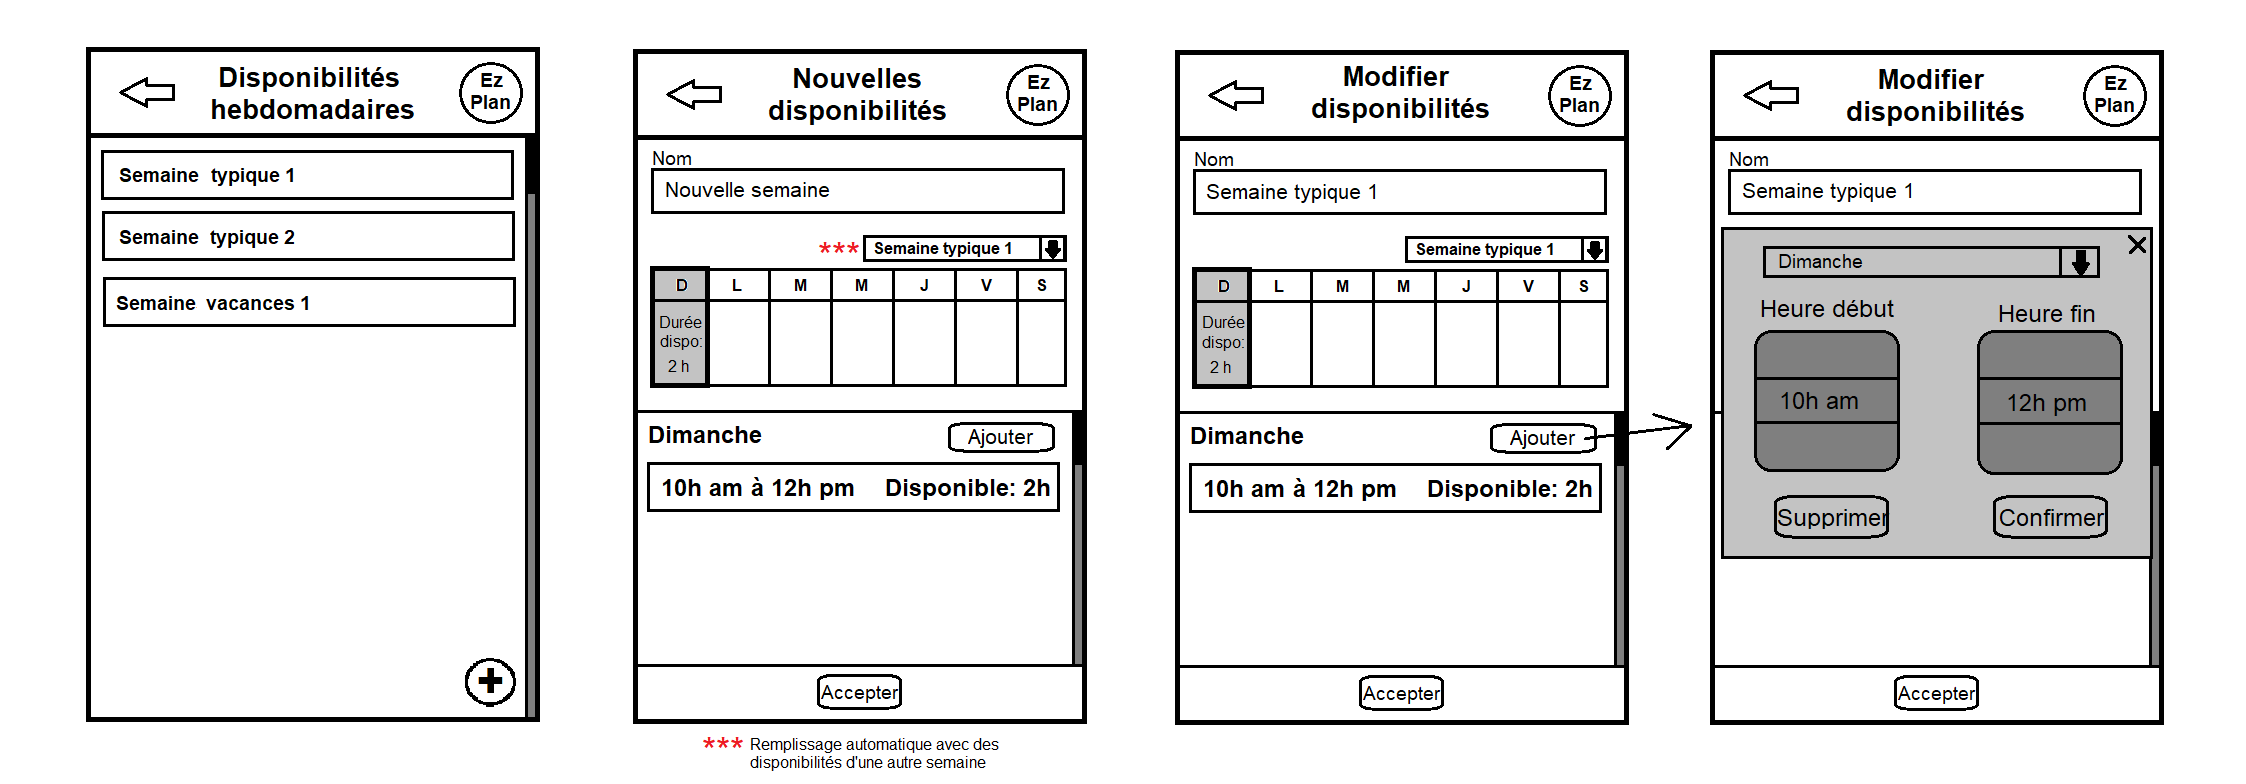 Disponibilités
hebdomadaires
Ez
Plan
Semaine typique 1
Semaine typique 2
Semaine vacances 1
Nouvelles
disponibilités
Ez
Plan
Nom
Nouvelle semaine
*** Semaine typique 1
D L M M J V S
Durée
dispo:
2 h
Dimanche Ajouter
10h am à 12h pm Disponible: 2h
Accepter
*** Remplissage automatique avec des
disponibilités d'une autre semaine
Modifier
disponibilités
Ez
Plan
Nom
Semaine typique 1
Semaine typique 1
D L M M J V S
Durée
dispo:
2 h
Dimanche Ajouter
10h am à 12h pm Disponible: 2h
Accepter
Modifier
disponibilités
Ez
Plan
Nom
Semaine typique 1
Dimanche
Heure début Heure fin
10h am 12h pm
Supprimer Confirmer
Accepter